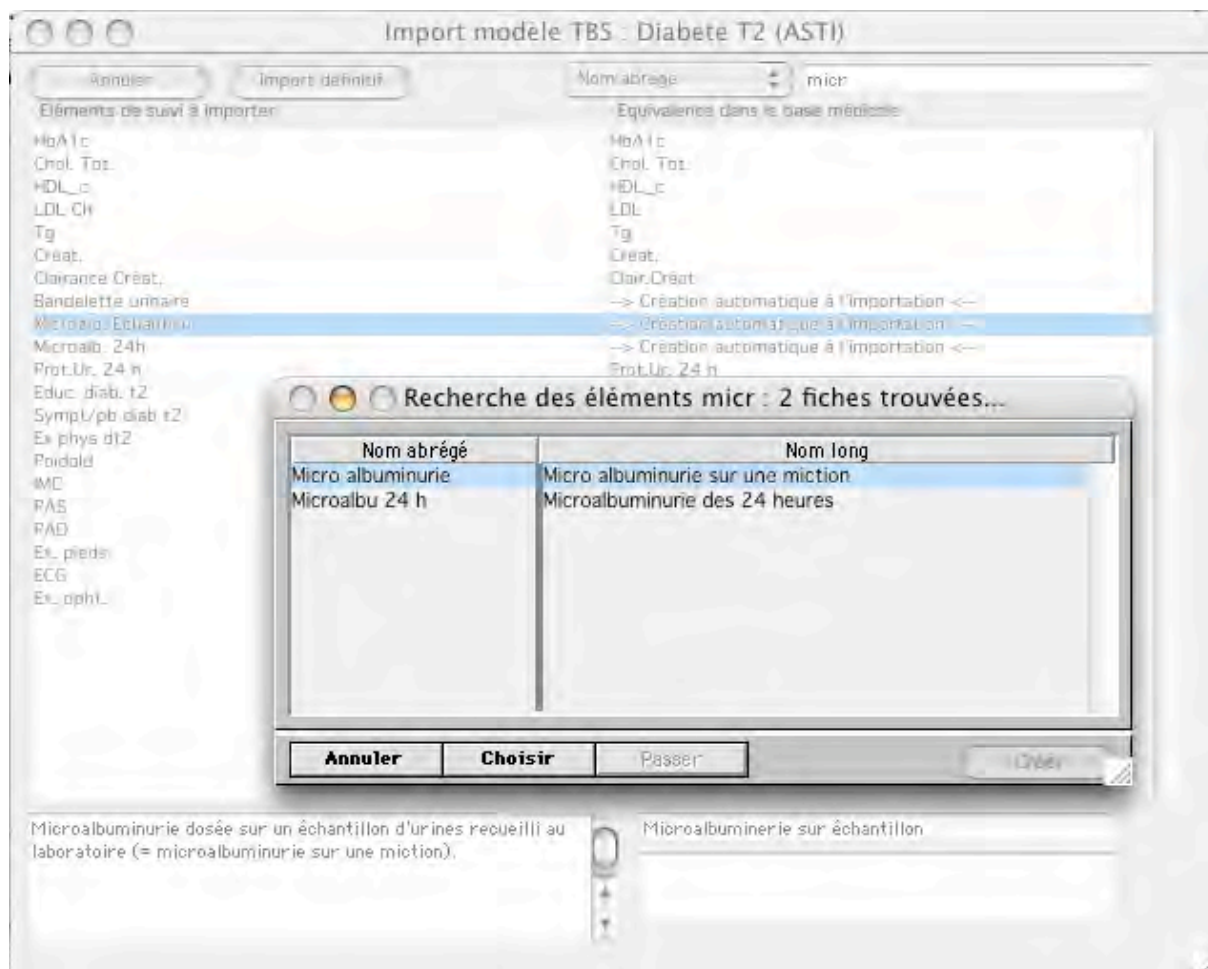 Import modèle TBS : Diabete T2 (ASTI)
Annuler Import définitif Nom abrégé micr
Eléments de suivi à importer Equivalence dans la base médicale
HbA1c HbA1c
Chol. Tot. Chol. Tot.
HDL_c HDL_c
LDL CH LDL
Tg Tg
Créat. Créat.
Clairance Créat. Clair.Créat
Bandelette urinaire --> Création automatique à l'importation <--
--> Création automatique à l'importation <--
Microalb. 24h --> Création automatique à l'importation <--
Prot.Ur. 24 h Prot.Ur. 24 h
Educ. diab. t2
Sympt/pb diab t2
Ex phys dt2
IMC
PAS
PAD
Ex. pieds
ECG
Ex. opht.
Recherche des éléments micr : 2 fiches trouvées...
Nom abrégé Nom long
Micro albuminurie Micro albuminurie sur une miction
Microalbu 24 h Microalbuminurie des 24 heures
Annuler Choisir Passer Créer
Microalbuminurie dosée sur un échantillon d'urines recueilli au
laboratoire (= microalbuminurie sur une miction).
Microalbuminerie sur échantillon